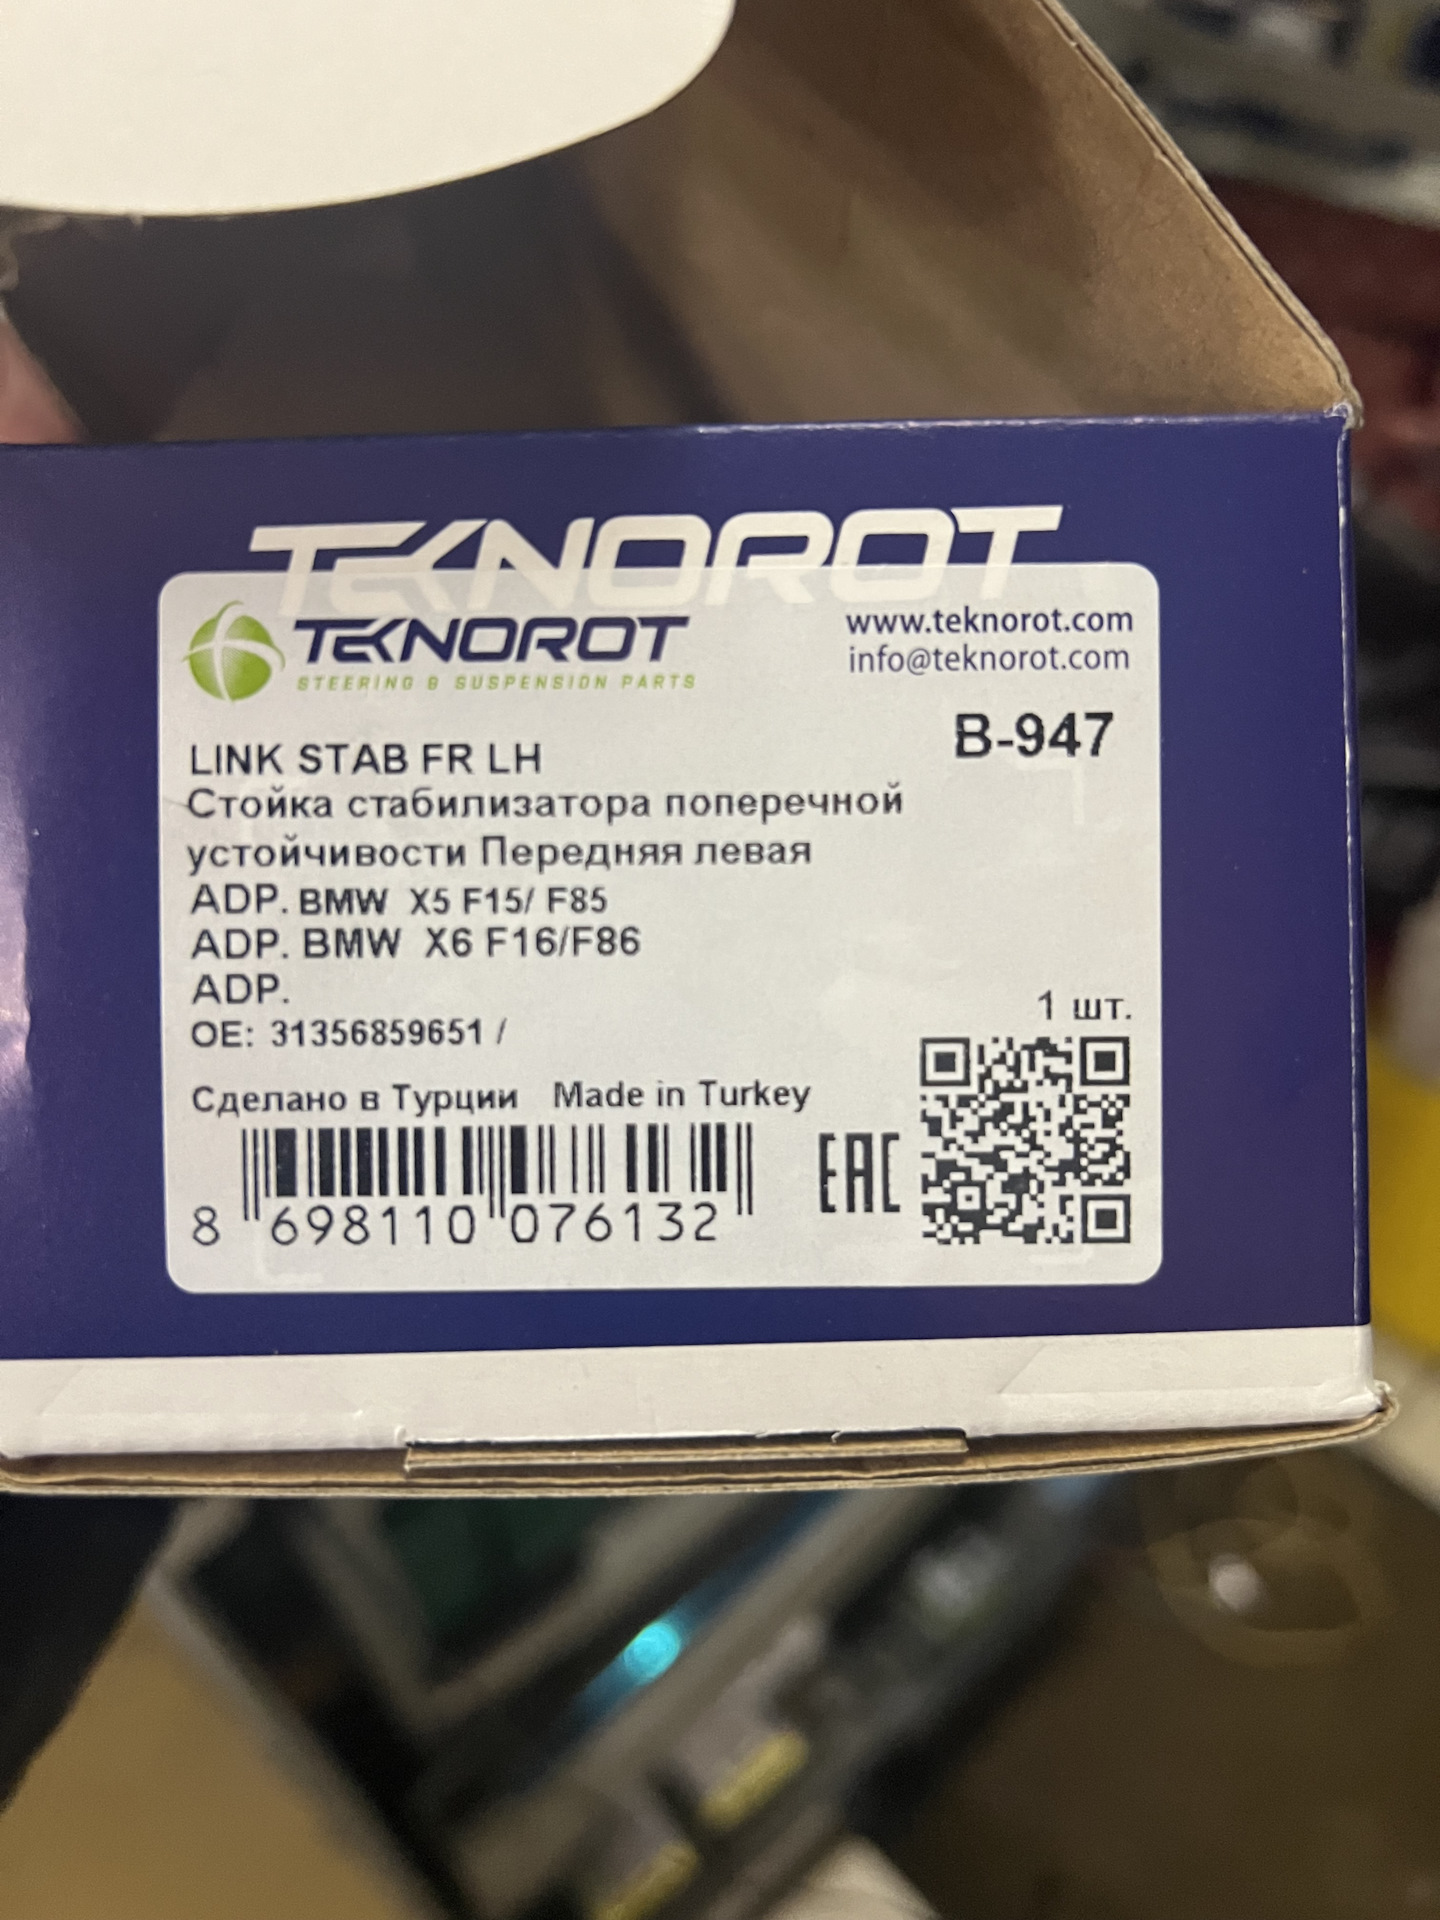 TEKNOROT
TEKNOROT
STEERING & SUSPENSION PARTS
www.teknorot.com
info@teknorot.com
B-947
LINK STAB FR LH
Стойка стабилизатора поперечной
устойчивости Передняя левая
ADP. BMW X5 F15/ F85
ADP. BMW X6 F16/F86
ADP.
OE: 31356859651 /
1 шт.
Сделано в Турции Made in Turkey
EAC
8 698110 076132